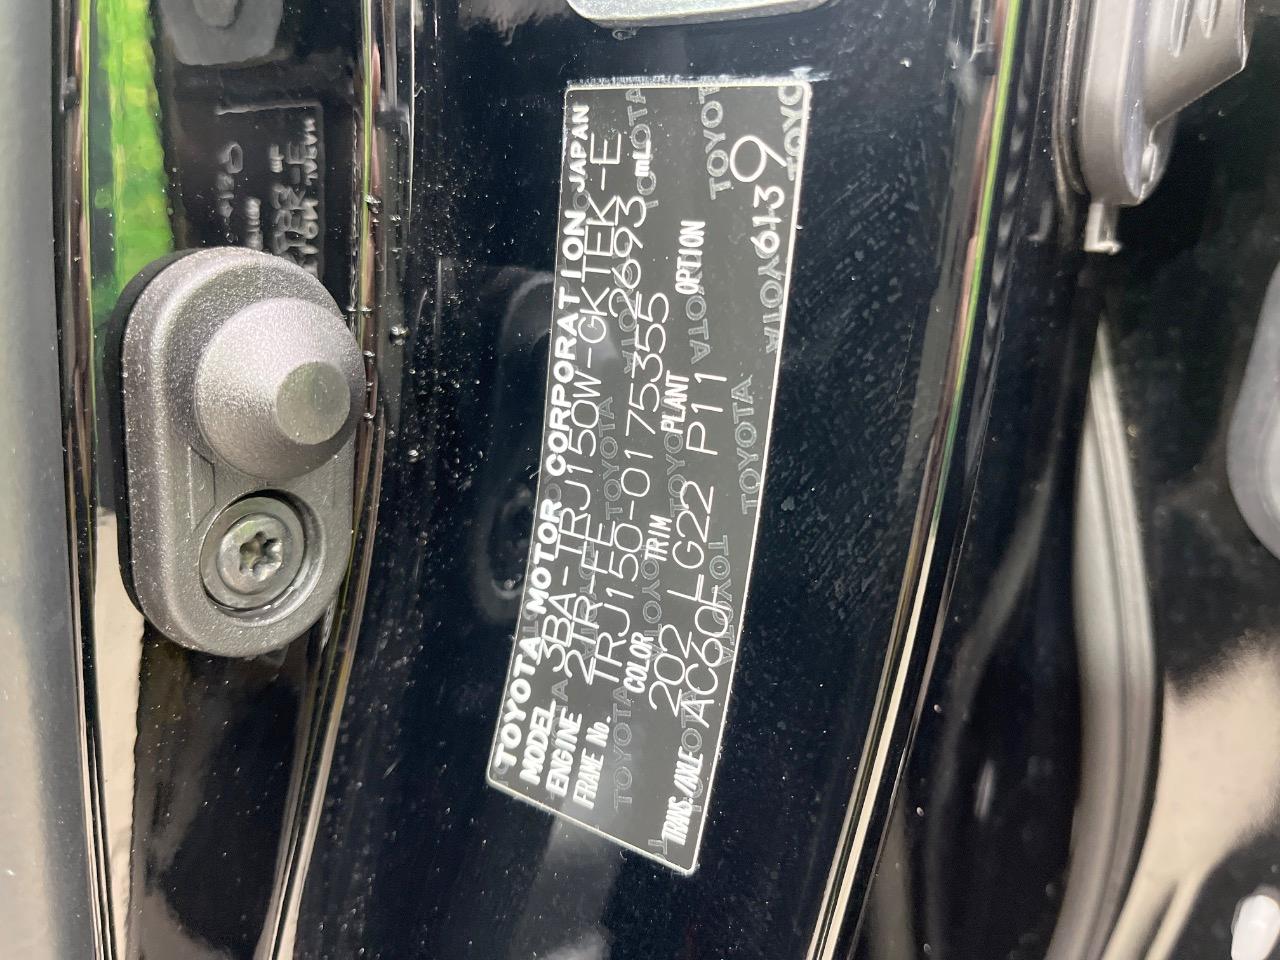 TOYOTA MOTOR CORPORATION JAPAN
MODEL 3BA-TRJ150W-GKTEK-E
ENGINE 2TR-FE 2693 mL
FRAME No. TRJ150-0175355
COLOR TRIM PLANT OPTION
202 LG22 P11
TRANS./AXLE AC60L
6139